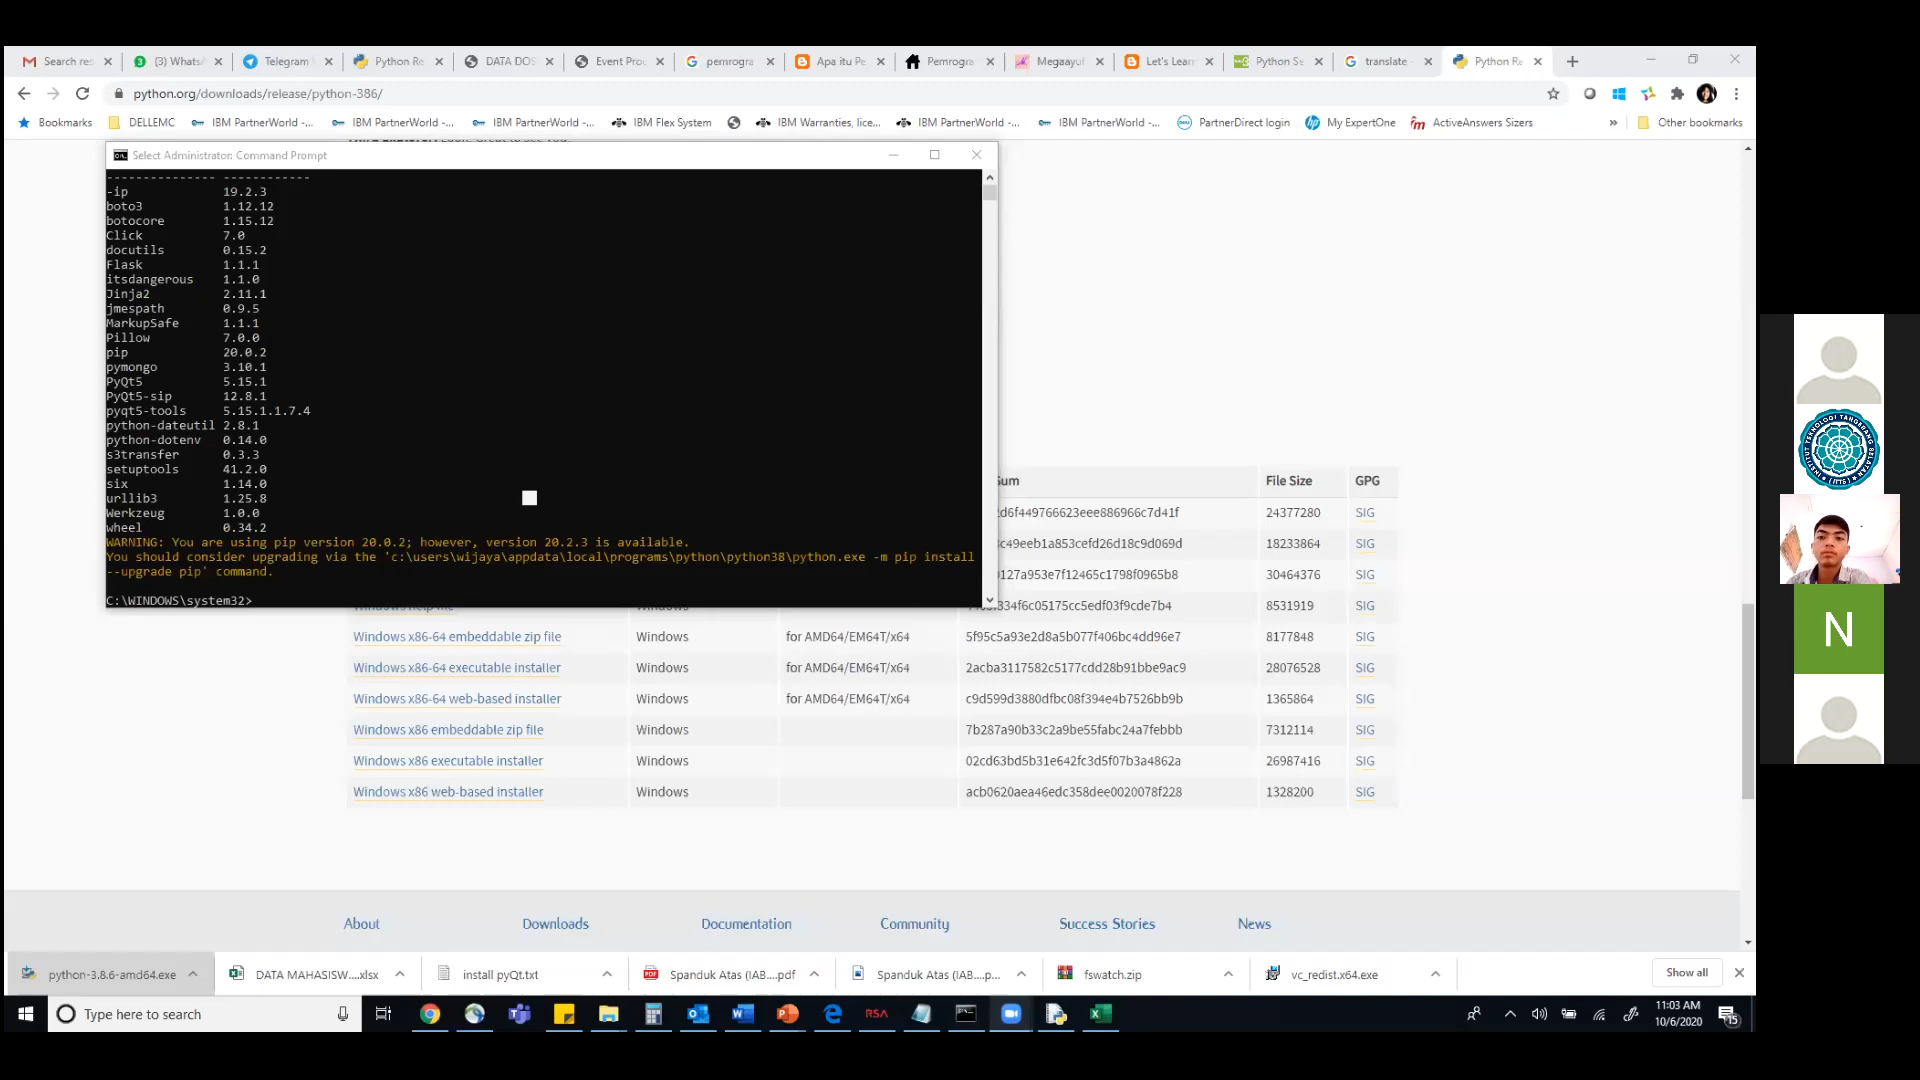 Search res
(3) Whats
Telegram
Python Re
DATA DOS
Event Pro
pemrogra
Apa itu Pe
Pemrogra
Megaayu
Let's Lear
Python Se
translate
Python Re
python.org/downloads/release/python-386/
Bookmarks
DELLEMC
IBM PartnerWorld -...
IBM PartnerWorld -...
IBM PartnerWorld -...
IBM Flex System
IBM Warranties, lice...
IBM PartnerWorld -...
IBM PartnerWorld -...
PartnerDirect login
My ExpertOne
ActiveAnswers Sizers
»
Other bookmarks
Select Administrator: Command Prompt
--------------- ------------
-ip 19.2.3
boto3 1.12.12
botocore 1.15.12
Click 7.0
docutils 0.15.2
Flask 1.1.1
itsdangerous 1.1.0
Jinja2 2.11.1
jmespath 0.9.5
MarkupSafe 1.1.1
Pillow 7.0.0
pip 20.0.2
pymongo 3.10.1
PyQt5 5.15.1
PyQt5-sip 12.8.1
pyqt5-tools 5.15.1.1.7.4
python-dateutil 2.8.1
python-dotenv 0.14.0
s3transfer 0.3.3
setuptools 41.2.0
six 1.14.0
urllib3 1.25.8
Werkzeug 1.0.0
wheel 0.34.2
WARNING: You are using pip version 20.0.2; however, version 20.2.3 is available.
You should consider upgrading via the 'c:\users\wijaya\appdata\local\programs\python\python38\python.exe -m pip install
--upgrade pip' command.
C:\WINDOWS\system32>
Sum File Size GPG
d6f449766623eee886966c7d41f 24377280 SIG
c49eeb1a853cefd26d18c9d069d 18233864 SIG
0127a953e7f12465c1798f0965b8 30464376 SIG
334f6c05175cc5edf03f9cde7b4 8531919 SIG
Windows x86-64 embeddable zip file Windows for AMD64/EM64T/x64 5f95c5a93e2d8a5b077f406bc4dd96e7 8177848 SIG
Windows x86-64 executable installer Windows for AMD64/EM64T/x64 2acba3117582c5177cdd28b91bbe9ac9 28076528 SIG
Windows x86-64 web-based installer Windows for AMD64/EM64T/x64 c9d599d3880dfbc08f394e4b7526bb9b 1365864 SIG
Windows x86 embeddable zip file Windows 7b287a90b33c2a9be55fabc24a7febbb 7312114 SIG
Windows x86 executable installer Windows 02cd63bd5b31e642fc3d5f07b3a4862a 26987416 SIG
Windows x86 web-based installer Windows acb0620aea46edc358dee0020078f228 1328200 SIG
About Downloads Documentation Community Success Stories News
python-3.8.6-amd64.exe
DATA MAHASISW....xlsx
install pyQt.txt
Spanduk Atas (IAB....pdf
Spanduk Atas (IAB....p...
fswatch.zip
vc_redist.x64.exe
Show all
Type here to search
RSA
11:03 AM
10/6/2020
15
INSTITUT TEKNOLOGI TANGERANG SELATAN
(ITTS)
N